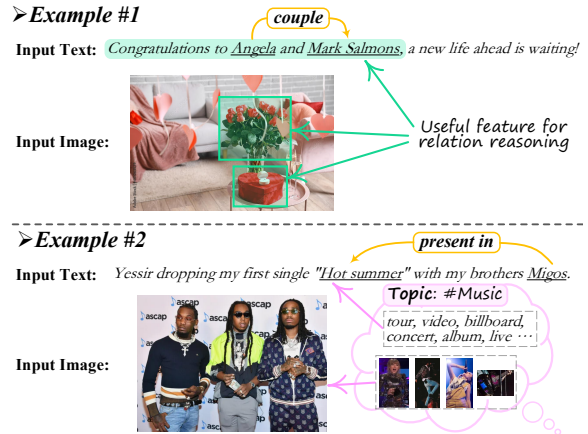 ➢Example #1
couple
Input Text: Congratulations to Angela and Mark Salmons, a new life ahead is waiting!
Input Image:
Useful feature for
relation reasoning
➢Example #2
present in
Input Text: Yessir dropping my first single "Hot summer" with my brothers Migos.
Topic: #Music
tour, video, billboard,
concert, album, live ···
Input Image:
ascap
ascap
ascap
ascap